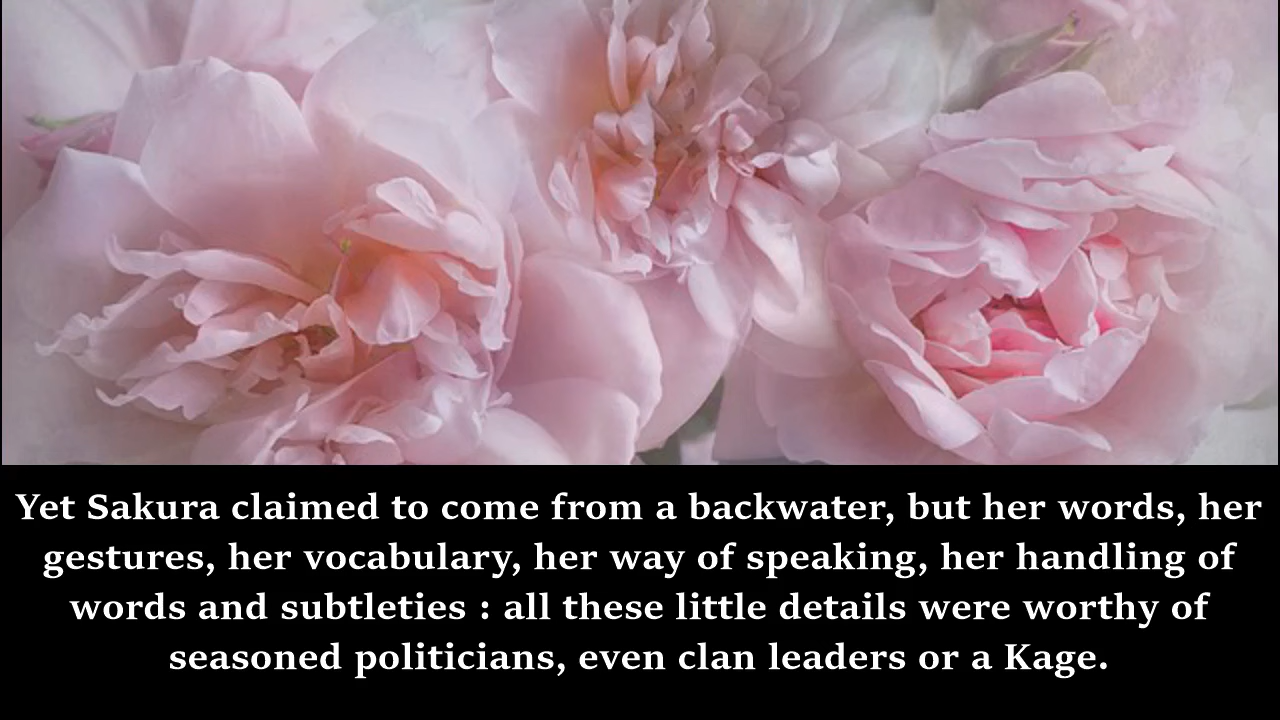 Yet Sakura claimed to come from a backwater, but her words, her
gestures, her vocabulary, her way of speaking, her handling of
words and subtleties : all these little details were worthy of
seasoned politicians, even clan leaders or a Kage.